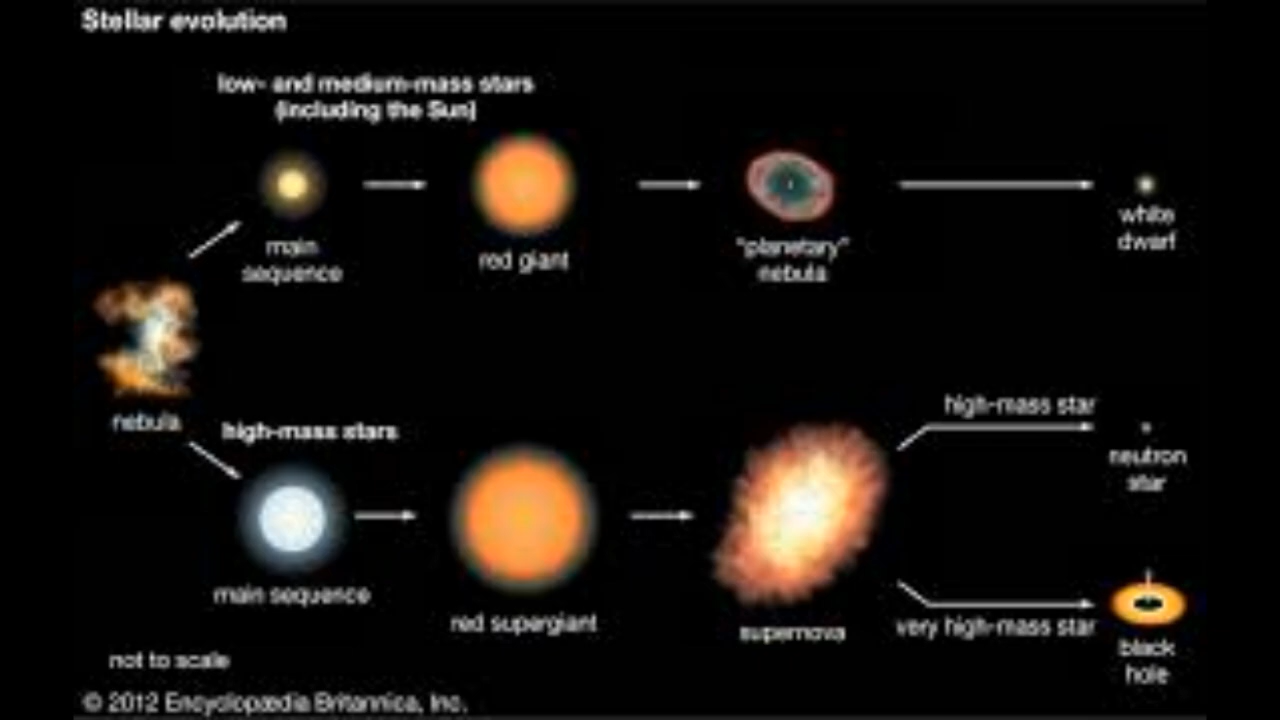 Stellar evolution
low- and medium-mass stars
(including the Sun)
main
sequence
red giant
"planetary"
nebula
white
dwarf
nebula
high-mass stars
main sequence
red supergiant
supernova
high-mass star
neutron
star
very high-mass star
black
hole
not to scale
© 2012 Encyclopædia Britannica, Inc.